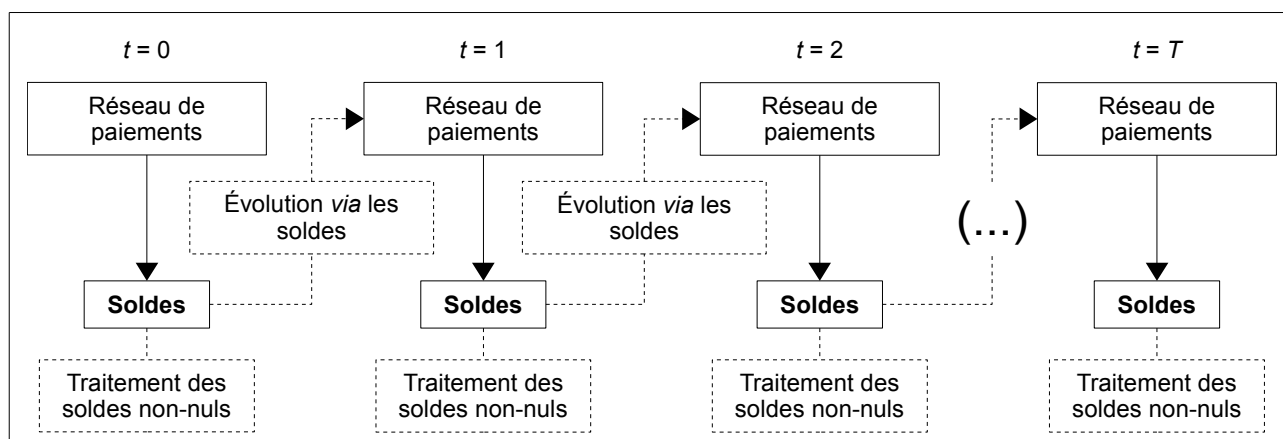 t = 0
t = 1
t = 2
t = T
Réseau de
paiements
Réseau de
paiements
Réseau de
paiements
Réseau de
paiements
Évolution via les
soldes
Évolution via les
soldes
(...)
Soldes
Soldes
Soldes
Soldes
Traitement des
soldes non-nuls
Traitement des
soldes non-nuls
Traitement des
soldes non-nuls
Traitement des
soldes non-nuls